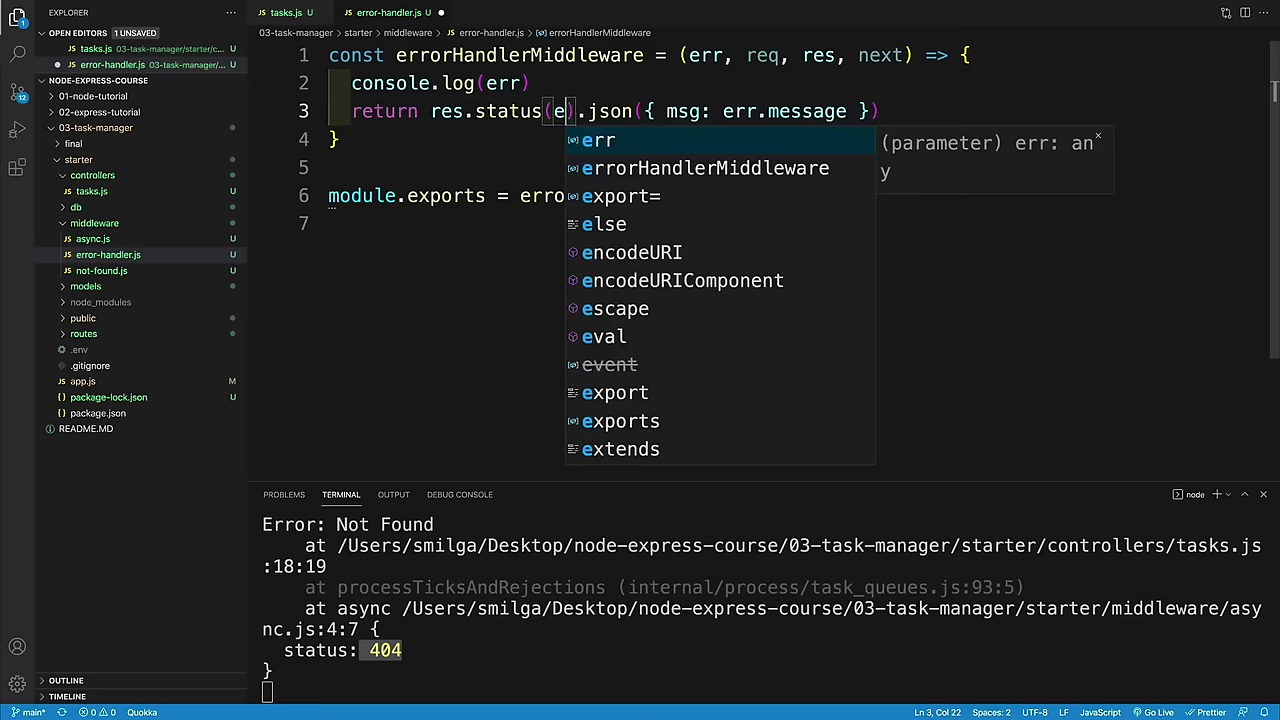 EXPLORER
···
OPEN EDITORS 1 UNSAVED
tasks.js 03-task-manager/starter/c... U
error-handler.js 03-task-manager/... U
NODE-EXPRESS-COURSE
01-node-tutorial
02-express-tutorial
03-task-manager
final
starter
controllers
tasks.js U
db
middleware
async.js U
error-handler.js U
not-found.js U
models
node_modules
public
routes
.env
.gitignore
app.js M
package-lock.json U
package.json
README.MD
OUTLINE
TIMELINE
1
12
JS tasks.js U
JS error-handler.js U
03-task-manager > starter > middleware > JS error-handler.js > errorHandlerMiddleware
1 const errorHandlerMiddleware = (err, req, res, next) => {
2 console.log(err)
3 return res.status(e).json({ msg: err.message })
4 }
5
6 module.exports = erro
7
err
errorHandlerMiddleware
export=
else
encodeURI
encodeURIComponent
escape
eval
event
export
exports
extends
(parameter) err: an
y
PROBLEMS TERMINAL OUTPUT DEBUG CONSOLE
node
Error: Not Found
at /Users/smilga/Desktop/node-express-course/03-task-manager/starter/controllers/tasks.js
:18:19
at processTicksAndRejections (internal/process/task_queues.js:93:5)
at async /Users/smilga/Desktop/node-express-course/03-task-manager/starter/middleware/asy
nc.js:4:7 {
status: 404
}
main* 0 0 Quokka
Ln 3, Col 22 Spaces: 2 UTF-8 LF JavaScript Go Live Prettier